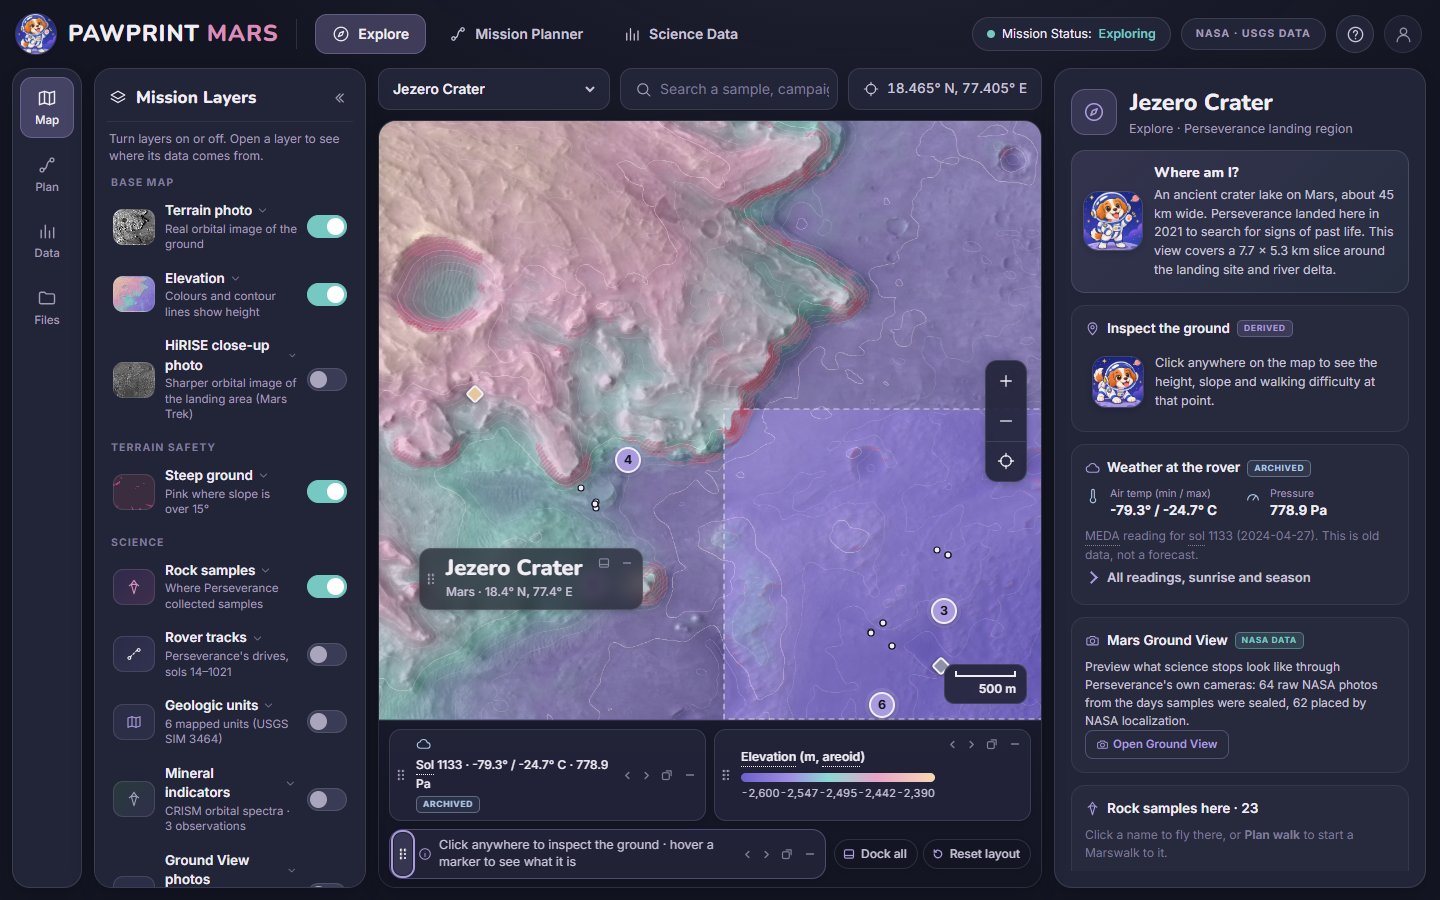 PAWPRINT MARS
Explore
Mission Planner
Science Data
Mission Status: Exploring
NASA · USGS DATA
Map
Plan
Data
Files
Mission Layers
Turn layers on or off. Open a layer to see
where its data comes from.
BASE MAP
Terrain photo
Real orbital image of the
ground
Elevation
Colours and contour
lines show height
HiRISE close-up
photo
Sharper orbital image of
the landing area (Mars
Trek)
TERRAIN SAFETY
Steep ground
Pink where slope is
over 15°
SCIENCE
Rock samples
Where Perseverance
collected samples
Rover tracks
Perseverance's drives,
sols 14–1021
Geologic units
6 mapped units (USGS
SIM 3464)
Mineral
indicators
CRISM orbital spectra ·
3 observations
Ground View
photos
Jezero Crater
Search a sample, campaig
18.465° N, 77.405° E
4
3
6
Jezero Crater
Mars · 18.4° N, 77.4° E
500 m
Sol 1133 · -79.3° / -24.7° C · 778.9
Pa
ARCHIVED
Elevation (m, areoid)
-2,600 -2,547 -2,495 -2,442 -2,390
Click anywhere to inspect the ground · hover a
marker to see what it is
Dock all
Reset layout
Jezero Crater
Explore · Perseverance landing region
Where am I?
An ancient crater lake on Mars, about 45
km wide. Perseverance landed here in
2021 to search for signs of past life. This
view covers a 7.7 × 5.3 km slice around
the landing site and river delta.
Inspect the ground DERIVED
Click anywhere on the map to see the
height, slope and walking difficulty at
that point.
Weather at the rover ARCHIVED
Air temp (min / max)
-79.3° / -24.7° C
Pressure
778.9 Pa
MEDA reading for sol 1133 (2024-04-27). This is old
data, not a forecast.
All readings, sunrise and season
Mars Ground View NASA DATA
Preview what science stops look like through
Perseverance's own cameras: 64 raw NASA photos
from the days samples were sealed, 62 placed by
NASA localization.
Open Ground View
Rock samples here · 23
Click a name to fly there, or Plan walk to start a
Marswalk to it.